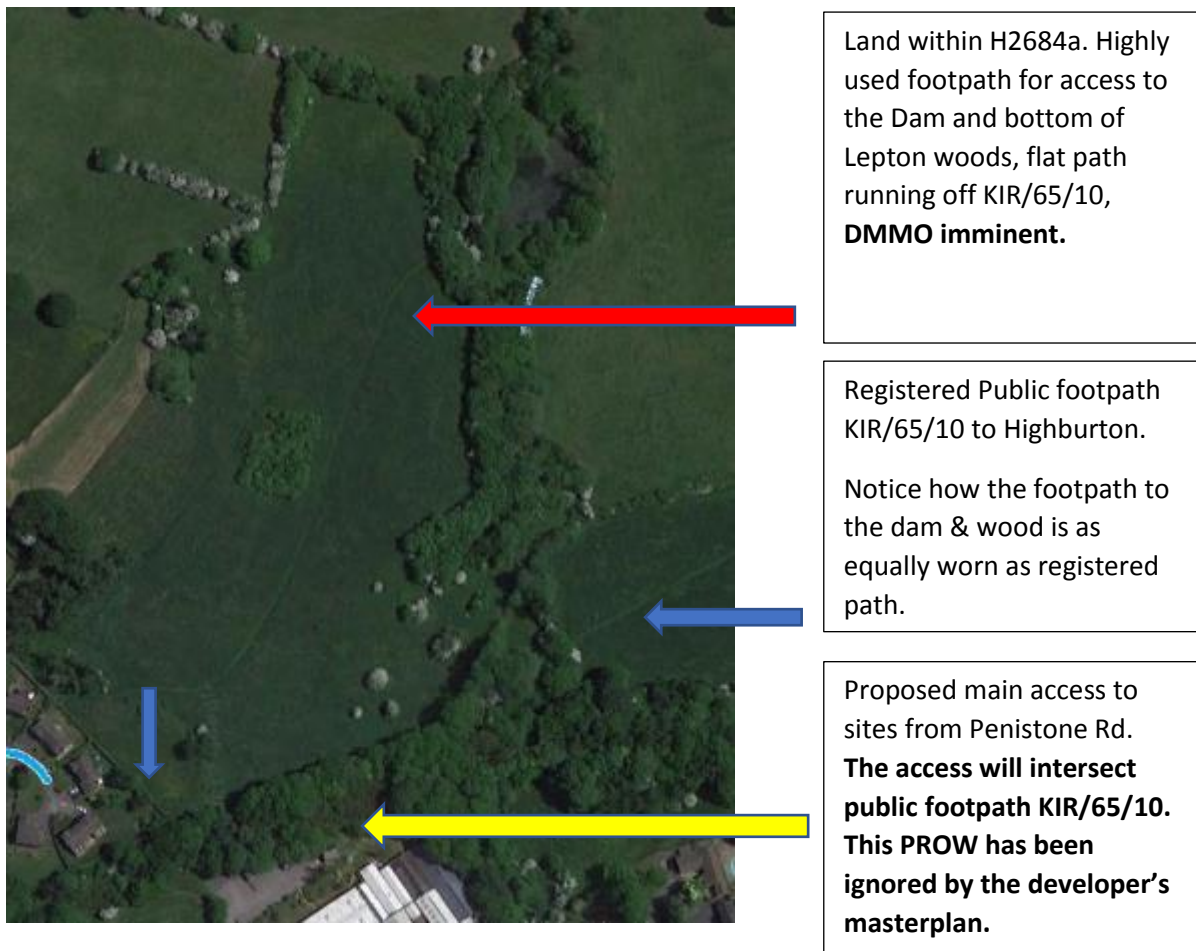 Land within H2684a. Highly
used footpath for access to
the Dam and bottom of
Lepton woods, flat path
running off KIR/65/10,
DMMO imminent.
Registered Public footpath
KIR/65/10 to Highburton.
Notice how the footpath to
the dam & wood is as
equally worn as registered
path.
Proposed main access to
sites from Penistone Rd.
The access will intersect
public footpath KIR/65/10.
This PROW has been
ignored by the developer's
masterplan.